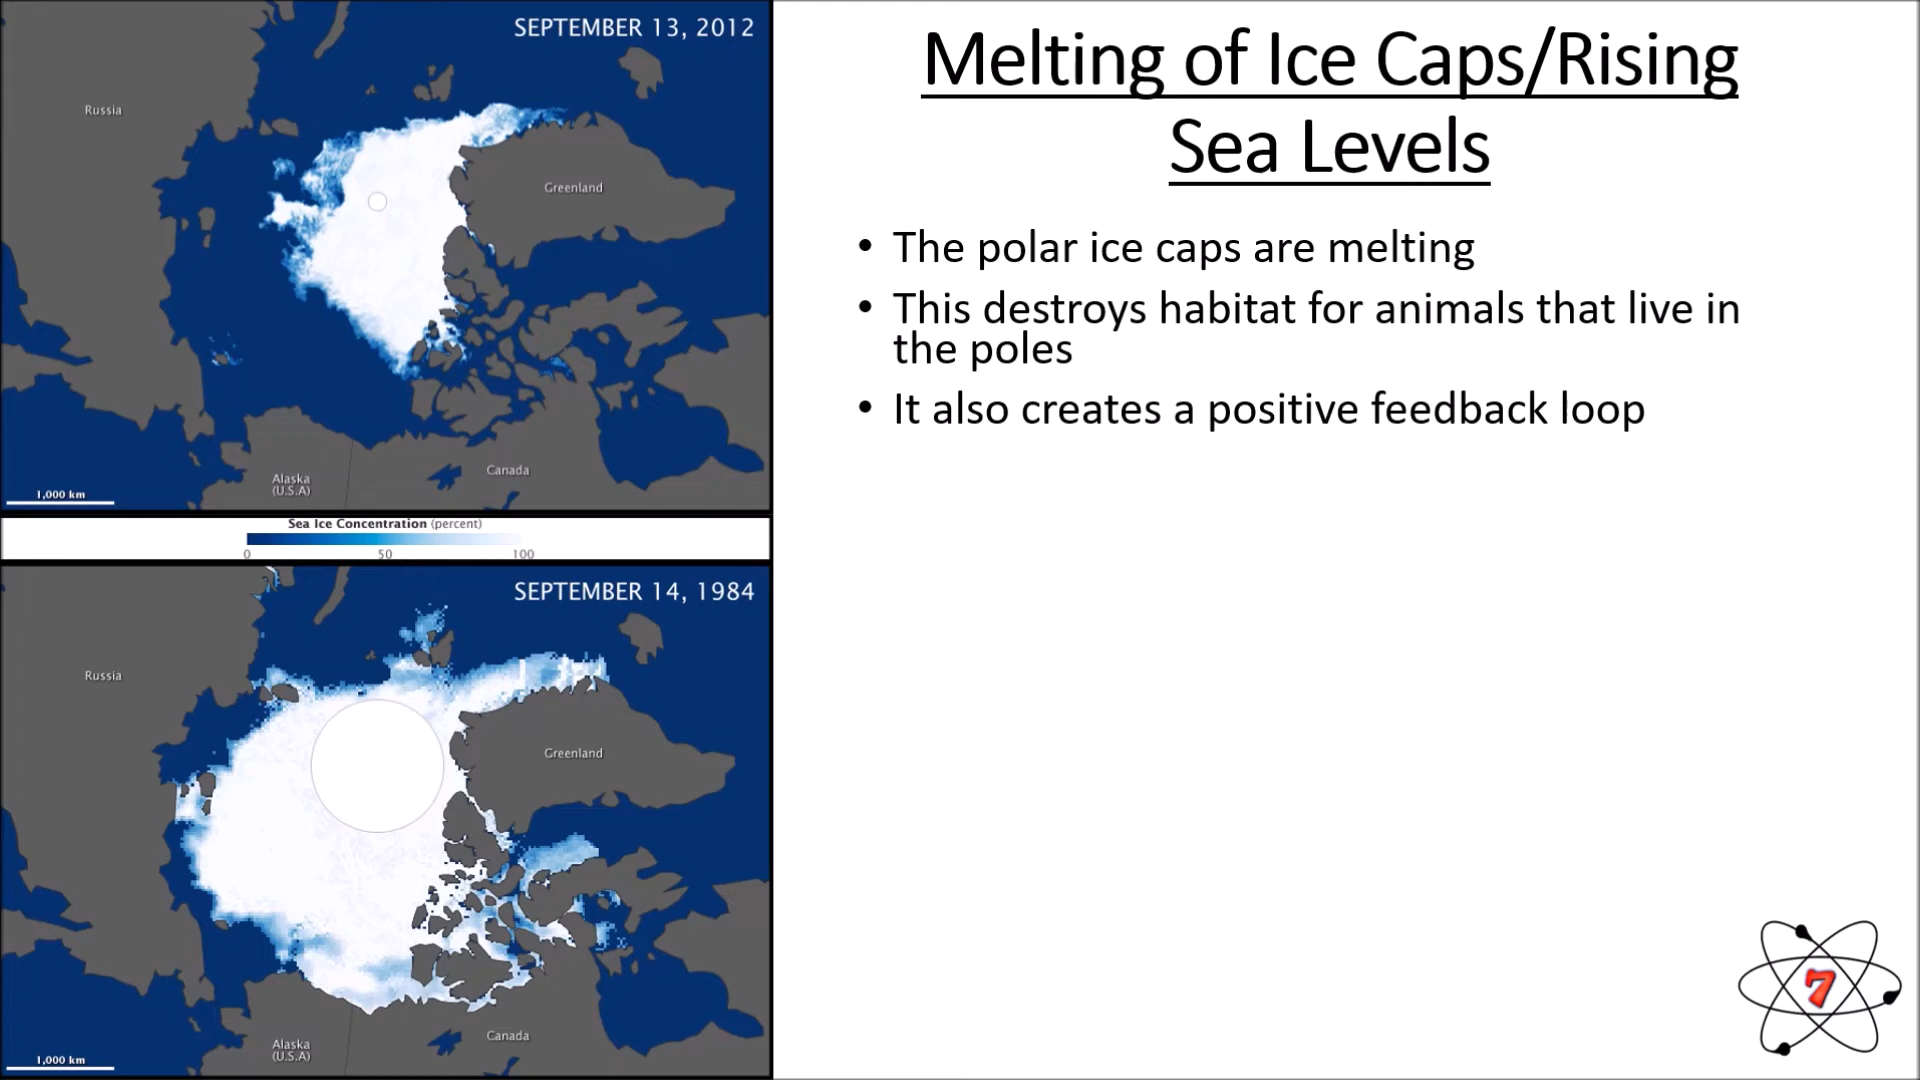 SEPTEMBER 13, 2012
Russia
Greenland
Alaska
(U.S.A)
Canada
1,000 km
Sea Ice Concentration (percent)
0 50 100
SEPTEMBER 14, 1984
Russia
Greenland
Alaska
(U.S.A)
Canada
1,000 km
Melting of Ice Caps/Rising
Sea Levels
• The polar ice caps are melting
• This destroys habitat for animals that live in
the poles
• It also creates a positive feedback loop
7